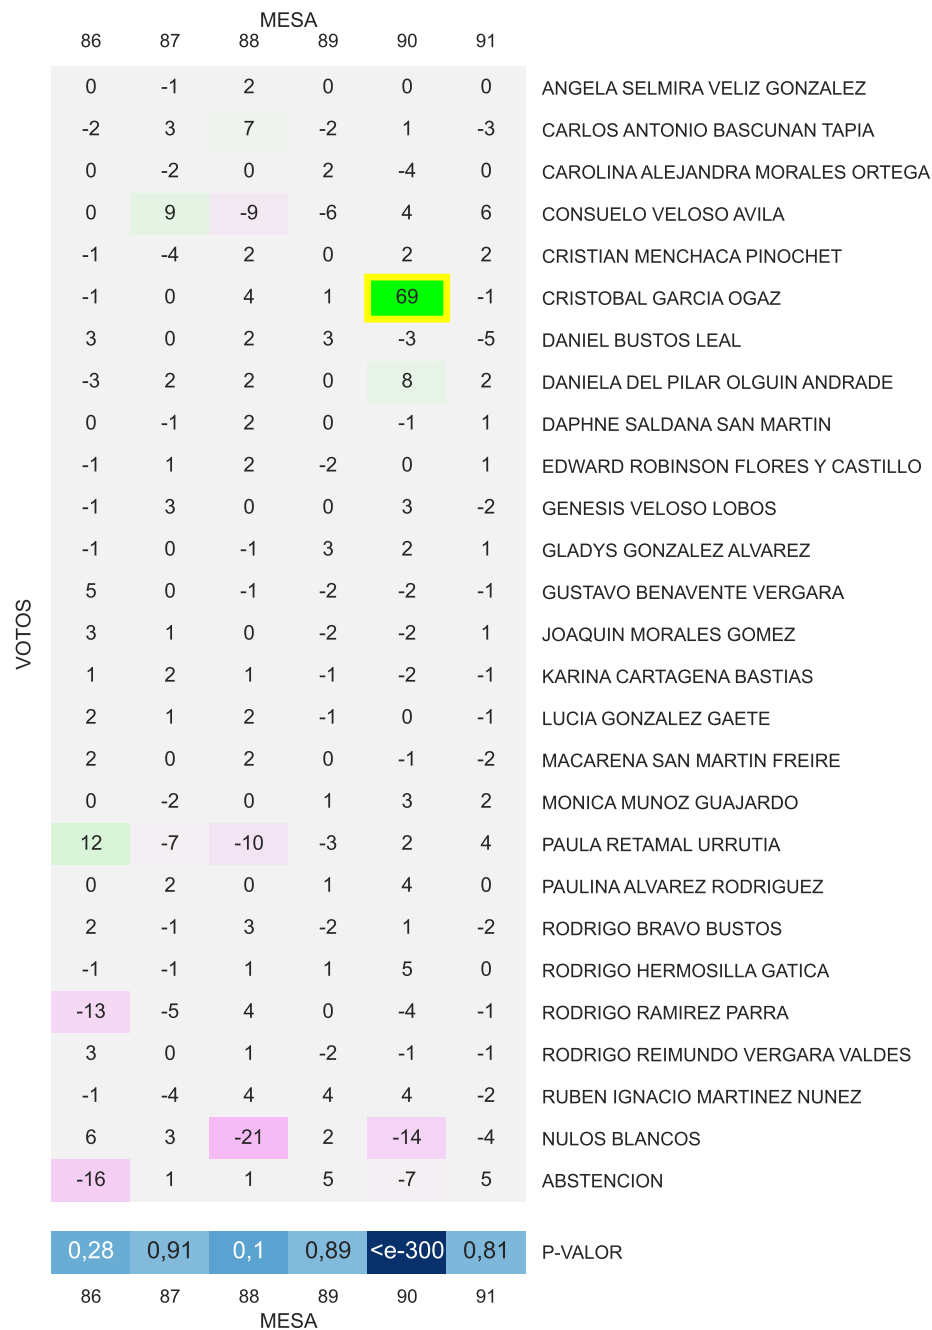 MESA
86 87 88 89 90 91
0 -1 2 0 0 0 ANGELA SELMIRA VELIZ GONZALEZ
-2 3 7 -2 1 -3 CARLOS ANTONIO BASCUNAN TAPIA
0 -2 0 2 -4 0 CAROLINA ALEJANDRA MORALES ORTEGA
0 9 -9 -6 4 6 CONSUELO VELOSO AVILA
-1 -4 2 0 2 2 CRISTIAN MENCHACA PINOCHET
-1 0 4 1 69 -1 CRISTOBAL GARCIA OGAZ
3 0 2 3 -3 -5 DANIEL BUSTOS LEAL
-3 2 2 0 8 2 DANIELA DEL PILAR OLGUIN ANDRADE
0 -1 2 0 -1 1 DAPHNE SALDANA SAN MARTIN
-1 1 2 -2 0 1 EDWARD ROBINSON FLORES Y CASTILLO
-1 3 0 0 3 -2 GENESIS VELOSO LOBOS
-1 0 -1 3 2 1 GLADYS GONZALEZ ALVAREZ
5 0 -1 -2 -2 -1 GUSTAVO BENAVENTE VERGARA
VOTOS
3 1 0 -2 -2 1 JOAQUIN MORALES GOMEZ
1 2 1 -1 -2 -1 KARINA CARTAGENA BASTIAS
2 1 2 -1 0 -1 LUCIA GONZALEZ GAETE
2 0 2 0 -1 -2 MACARENA SAN MARTIN FREIRE
0 -2 0 1 3 2 MONICA MUNOZ GUAJARDO
12 -7 -10 -3 2 4 PAULA RETAMAL URRUTIA
0 2 0 1 4 0 PAULINA ALVAREZ RODRIGUEZ
2 -1 3 -2 1 -2 RODRIGO BRAVO BUSTOS
-1 -1 1 1 5 0 RODRIGO HERMOSILLA GATICA
-13 -5 4 0 -4 -1 RODRIGO RAMIREZ PARRA
3 0 1 -2 -1 -1 RODRIGO REIMUNDO VERGARA VALDES
-1 -4 4 4 4 -2 RUBEN IGNACIO MARTINEZ NUNEZ
6 3 -21 2 -14 -4 NULOS BLANCOS
-16 1 1 5 -7 5 ABSTENCION
0,28 0,91 0,1 0,89 <e-300 0,81 P-VALOR
86 87 88 89 90 91
MESA